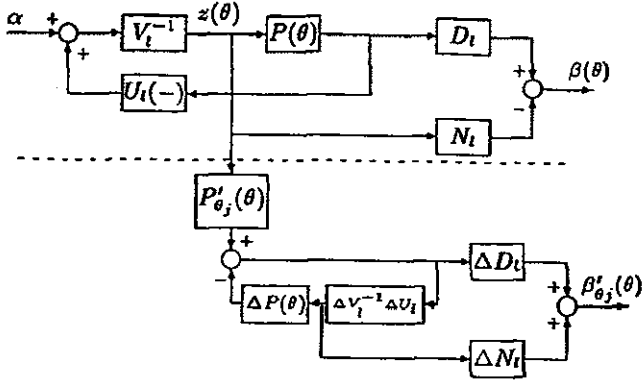 α + + V_l^{-1} z(θ) P(θ) D_l
U_l(−) + − β(θ)
N_l
P'_{θ_j}(θ)
+ −
ΔD_l
ΔP(θ) ΔV_l^{-1} ΔU_l + + β'_{θ_j}(θ)
ΔN_l